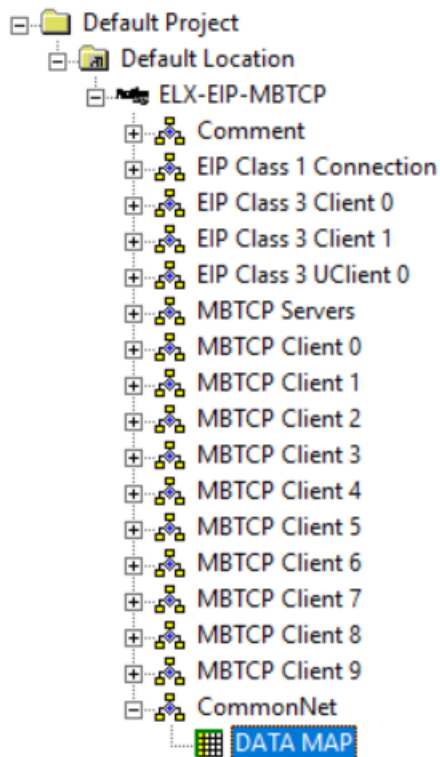 Default Project
Default Location
ELX-EIP-MBTCP
Comment
EIP Class 1 Connection
EIP Class 3 Client 0
EIP Class 3 Client 1
EIP Class 3 UClient 0
MBTCP Servers
MBTCP Client 0
MBTCP Client 1
MBTCP Client 2
MBTCP Client 3
MBTCP Client 4
MBTCP Client 5
MBTCP Client 6
MBTCP Client 7
MBTCP Client 8
MBTCP Client 9
CommonNet
DATA MAP